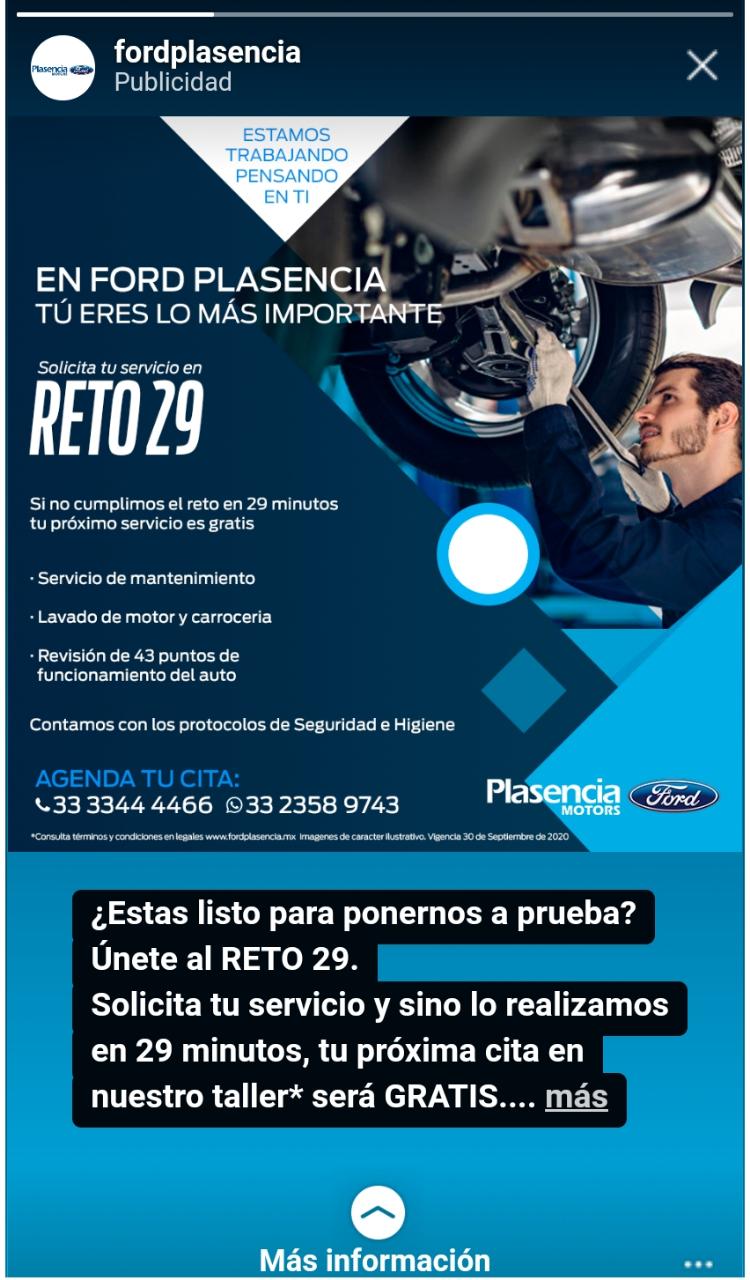 fordplasencia
Publicidad
Plasencia
MOTORS
Ford
ESTAMOS
TRABAJANDO
PENSANDO
EN TI
EN FORD PLASENCIA
TÚ ERES LO MÁS IMPORTANTE
Solicita tu servicio en
RETO 29
Si no cumplimos el reto en 29 minutos
tu próximo servicio es gratis
· Servicio de mantenimiento
· Lavado de motor y carroceria
· Revisión de 43 puntos de
funcionamiento del auto
Contamos con los protocolos de Seguridad e Higiene
AGENDA TU CITA:
33 3344 4466 33 2358 9743
Plasencia
MOTORS
Ford
*Consulta términos y condiciones en legales www.fordplasencia.mx Imagenes de caracter ilustrativo. Vigencia 30 de Septiembre de 2020
¿Estas listo para ponernos a prueba?
Únete al RETO 29.
Solicita tu servicio y sino lo realizamos
en 29 minutos, tu próxima cita en
nuestro taller* será GRATIS.... más
Más información